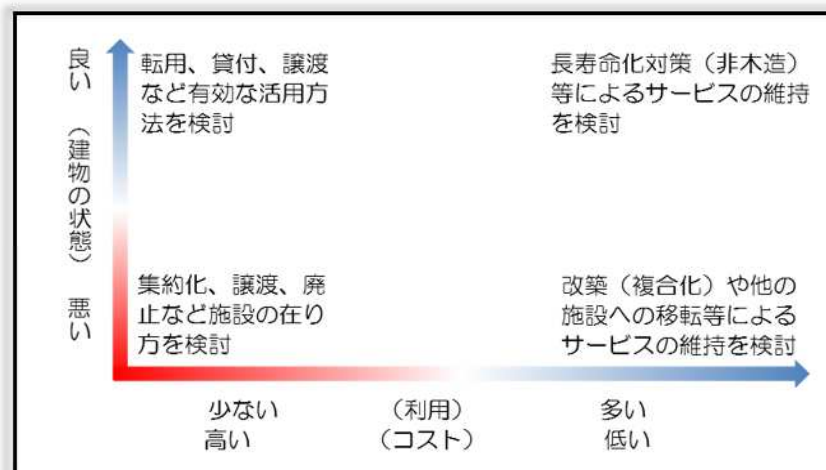 良い （建物の状態） 悪い
転用、貸付、譲渡
など有効な活用方
法を検討
長寿命化対策（非木造）
等によるサービスの維持
を検討
集約化、譲渡、廃
止など施設の在り
方を検討
改築（複合化）や他の
施設への移転等による
サービスの維持を検討
少ない （利用） 多い
高い （コスト） 低い